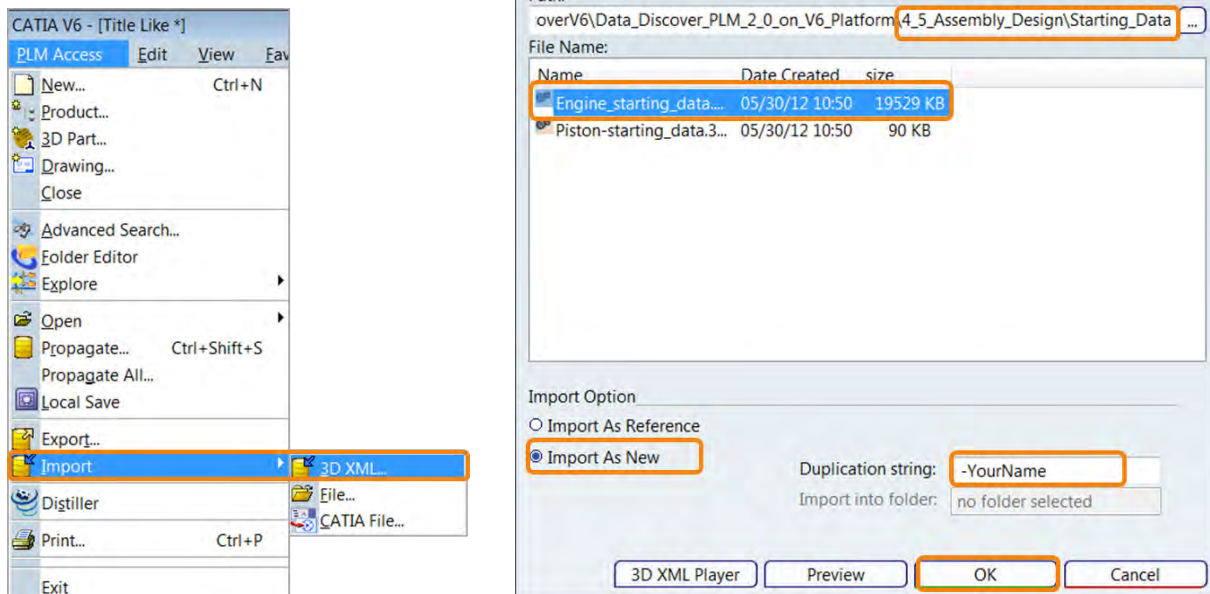 CATIA V6 - [Title Like *]
PLM Access Edit View Fav
New... Ctrl+N
Product...
3D Part...
Drawing...
Close
Advanced Search...
Folder Editor
Explore
Open
Propagate... Ctrl+Shift+S
Propagate All...
Local Save
Export...
Import
3D XML...
File...
CATIA File...
Distiller
Print... Ctrl+P
Exit
overV6\Data_Discover_PLM_2_0_on_V6_Platform\4_5_Assembly_Design\Starting_Data ...
File Name:
Name Date Created size
Engine_starting_data.... 05/30/12 10:50 19529 KB
Piston-starting_data.3... 05/30/12 10:50 90 KB
Import Option
Import As Reference
Import As New
Duplication string: -YourName
Import into folder: no folder selected
3D XML Player Preview OK Cancel